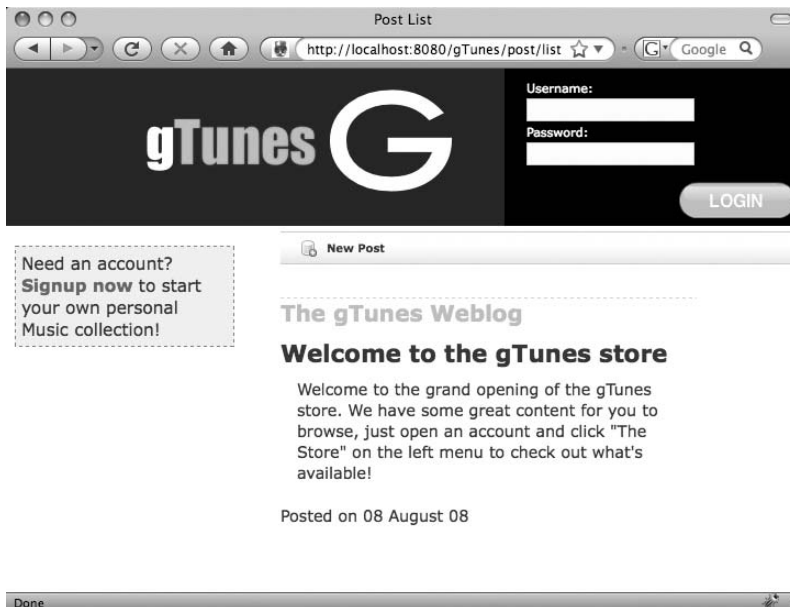 Post List
http://localhost:8080/gTunes/post/list
G
Google
gTunes G
Username:
Password:
LOGIN
Need an account?
Signup now to start
your own personal
Music collection!
New Post
The gTunes Weblog
Welcome to the gTunes store
Welcome to the grand opening of the gTunes
store. We have some great content for you to
browse, just open an account and click "The
Store" on the left menu to check out what's
available!
Posted on 08 August 08
Done